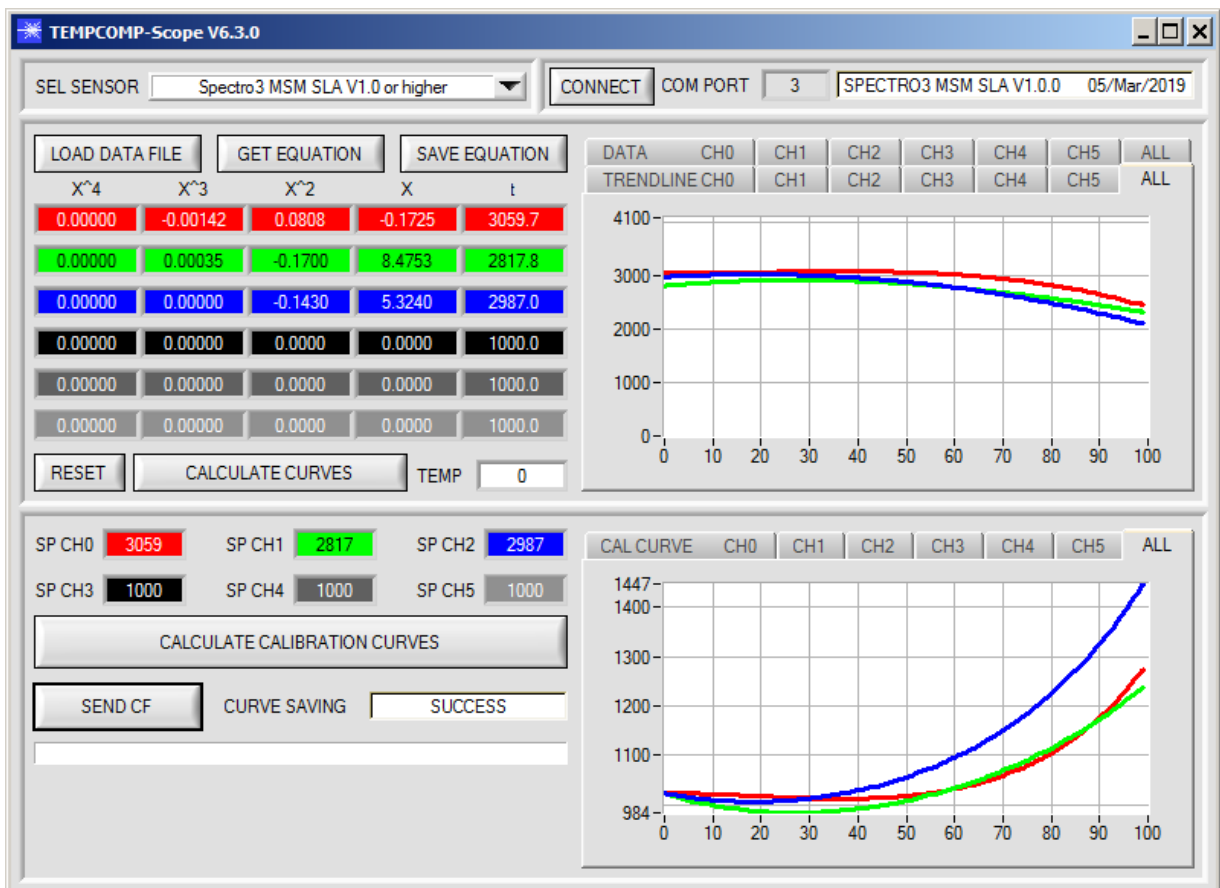 TEMPCOMP-Scope V6.3.0
SEL SENSOR Spectro3 MSM SLA V1.0 or higher CONNECT COM PORT 3 SPECTRO3 MSM SLA V1.0.0 05/Mar/2019
LOAD DATA FILE GET EQUATION SAVE EQUATION
X^4 X^3 X^2 X t
0.00000 -0.00142 0.0808 -0.1725 3059.7
0.00000 0.00035 -0.1700 8.4753 2817.8
0.00000 0.00000 -0.1430 5.3240 2987.0
0.00000 0.00000 0.0000 0.0000 1000.0
0.00000 0.00000 0.0000 0.0000 1000.0
0.00000 0.00000 0.0000 0.0000 1000.0
RESET CALCULATE CURVES TEMP 0
DATA CH0 CH1 CH2 CH3 CH4 CH5 ALL
TRENDLINE CH0 CH1 CH2 CH3 CH4 CH5 ALL
4100
3000
2000
1000
0
0 10 20 30 40 50 60 70 80 90 100
SP CH0 3059 SP CH1 2817 SP CH2 2987
SP CH3 1000 SP CH4 1000 SP CH5 1000
CALCULATE CALIBRATION CURVES
SEND CF CURVE SAVING SUCCESS
CAL CURVE CH0 CH1 CH2 CH3 CH4 CH5 ALL
1447
1400
1300
1200
1100
984
0 10 20 30 40 50 60 70 80 90 100